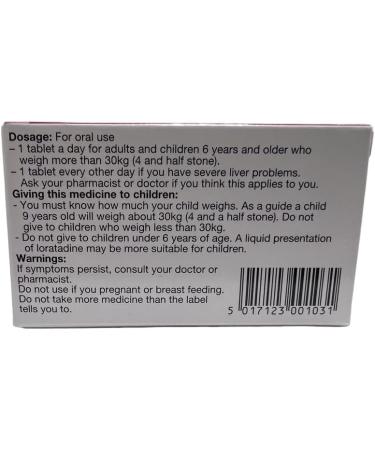 Dosage: For oral use
– 1 tablet a day for adults and children 6 years and older who
weigh more than 30kg (4 and half stone).
– 1 tablet every other day if you have severe liver problems.
Ask your pharmacist or doctor if you think this applies to you.
Giving this medicine to children:
- You must know how much your child weighs. As a guide a child
9 years old will weigh about 30kg (4 and a half stone). Do not
give to children who weigh less than 30kg.
- Do not give to children under 6 years of age. A liquid presentation
of loratadine may be more suitable for children.
Warnings:
If symptoms persist, consult your doctor or
pharmacist.
Do not use if you pregnant or breast feeding.
Do not take more medicine than the label
tells you to.
5 017123 001031